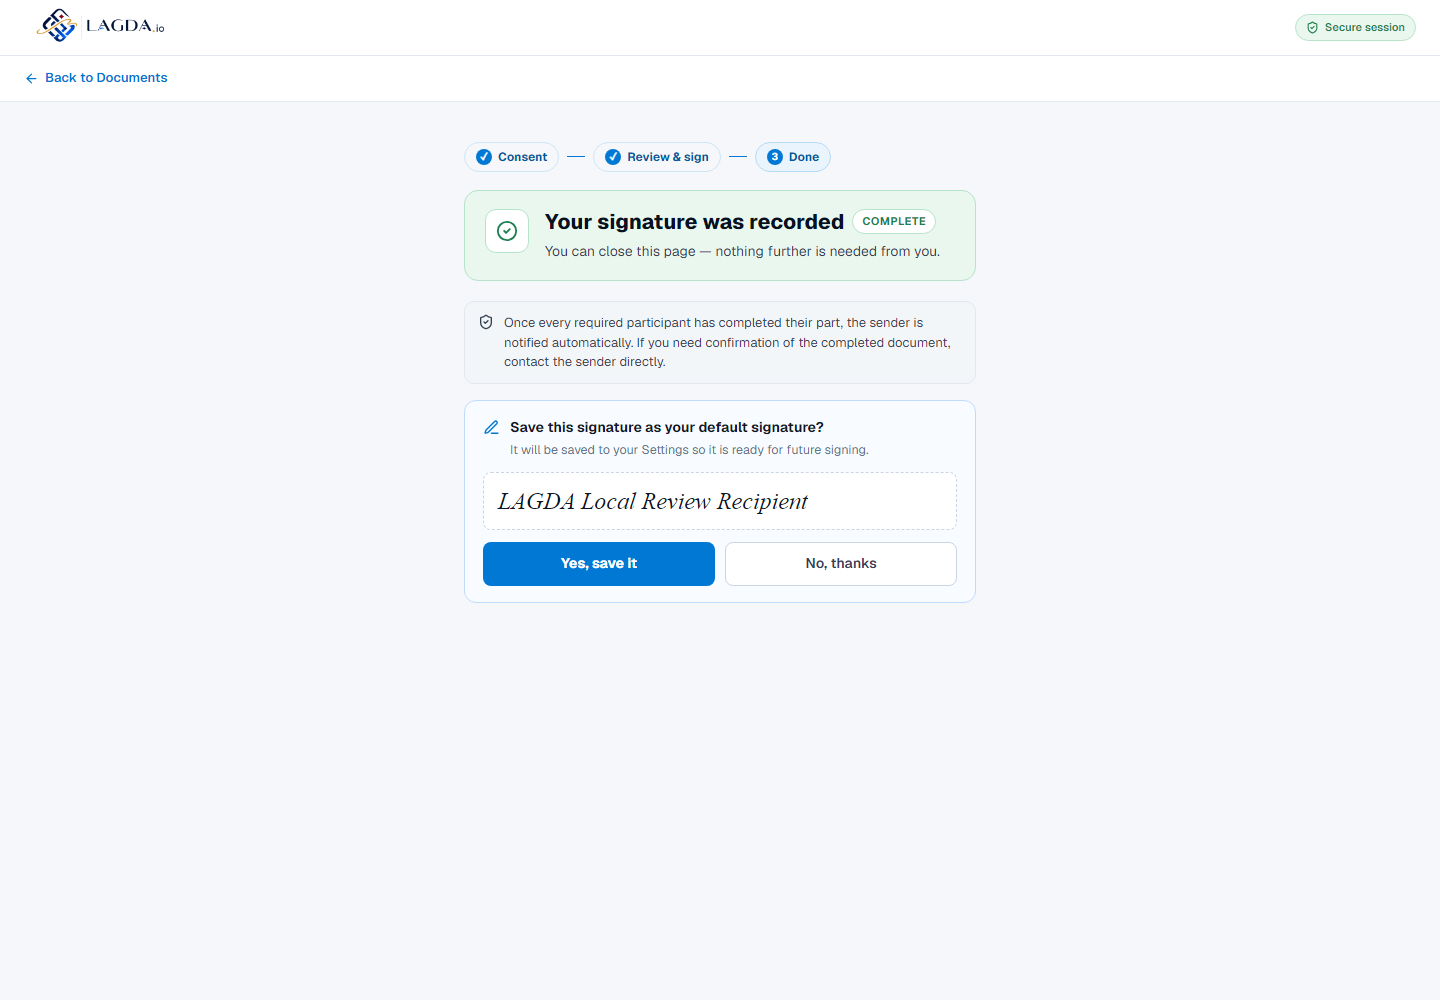 LAGDA.io
Secure session
Back to Documents
Consent
Review & sign
3 Done
Your signature was recorded COMPLETE
You can close this page — nothing further is needed from you.
Once every required participant has completed their part, the sender is
notified automatically. If you need confirmation of the completed document,
contact the sender directly.
Save this signature as your default signature?
It will be saved to your Settings so it is ready for future signing.
LAGDA Local Review Recipient
Yes, save it
No, thanks